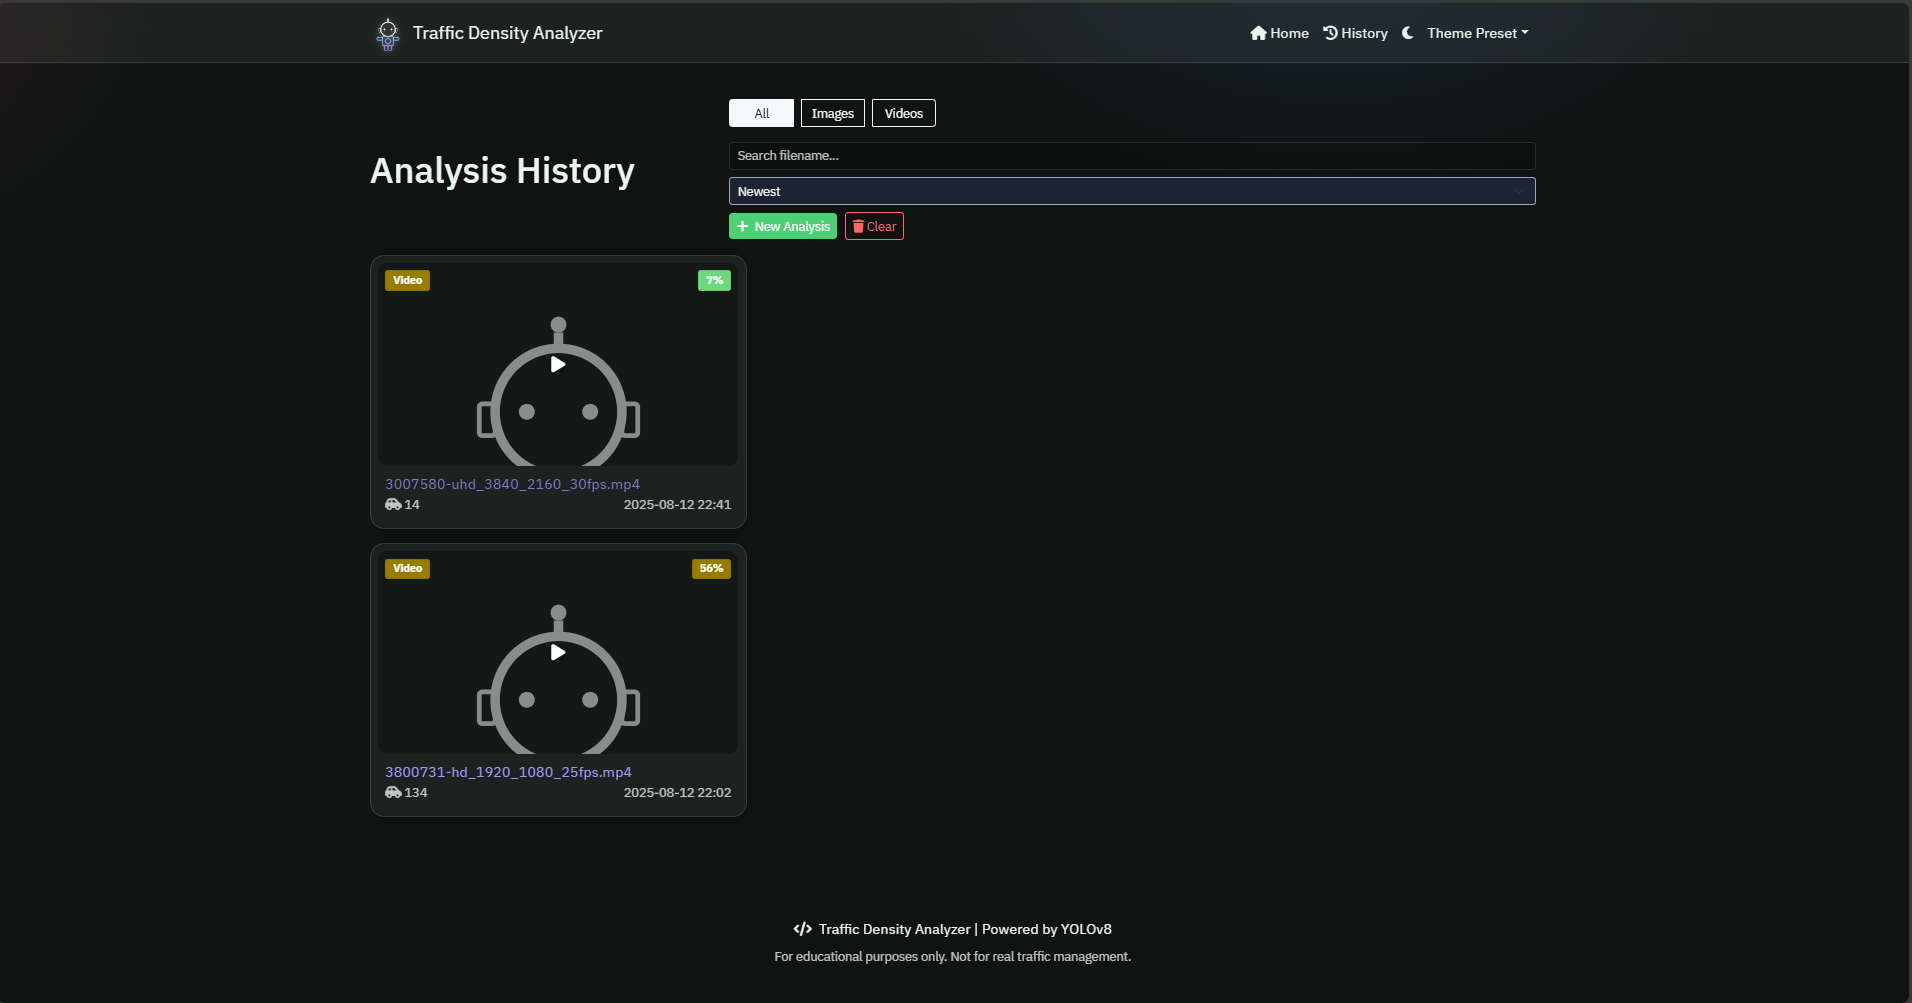 Traffic Density Analyzer
Home History Theme Preset
All Images Videos
Analysis History
Search filename...
Newest
New Analysis Clear
Video 7%
3007580-uhd_3840_2160_30fps.mp4
14 2025-08-12 22:41
Video 56%
3800731-hd_1920_1080_25fps.mp4
134 2025-08-12 22:02
Traffic Density Analyzer | Powered by YOLOv8
For educational purposes only. Not for real traffic management.